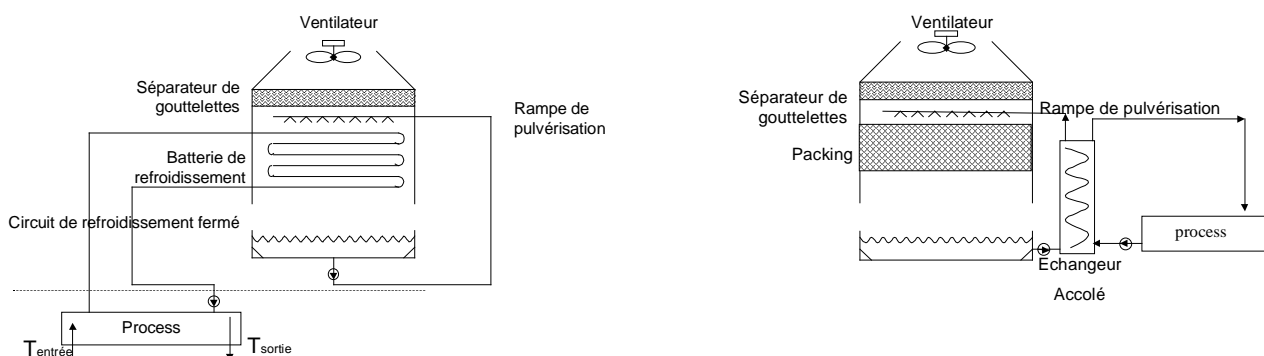 Ventilateur
Séparateur de
gouttelettes
Rampe de
pulvérisation
Batterie de
refroidissement
Circuit de refroidissement fermé
Process
Tentrée
Tsortie
Ventilateur
Séparateur de
gouttelettes
Rampe de pulvérisation
Packing
process
Echangeur
Accolé